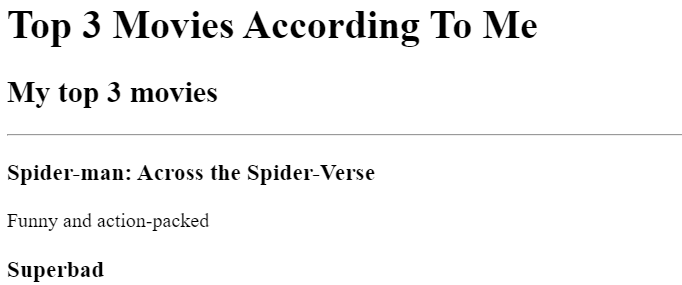 Top 3 Movies According To Me
My top 3 movies
Spider-man: Across the Spider-Verse
Funny and action-packed
Superbad